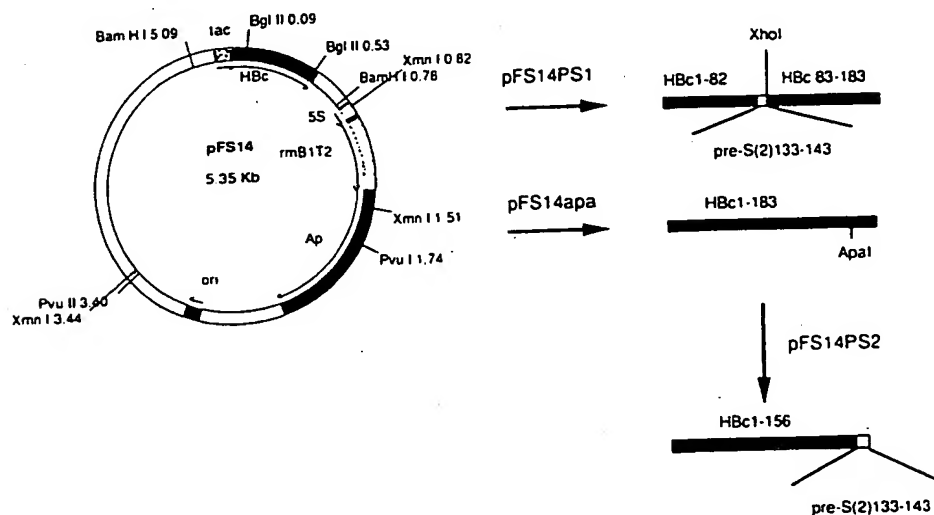 tac
Bgl II 0.09
Bam H I 5 09
Bgl II 0.53
Xmn I 0 82
BamH I 0.78
HBc
5S
rmB1T2
pFS14
5.35 Kb
Xmn I 1 51
Ap
Pvu I 1.74
ori
Pvu II 3.40
Xmn I 3.44
pFS14PS1
XhoI
HBc1-82
HBc 83-183
pre-S(2)133-143
pFS14apa
HBc1-183
ApaI
pFS14PS2
HBc1-156
pre-S(2)133-143